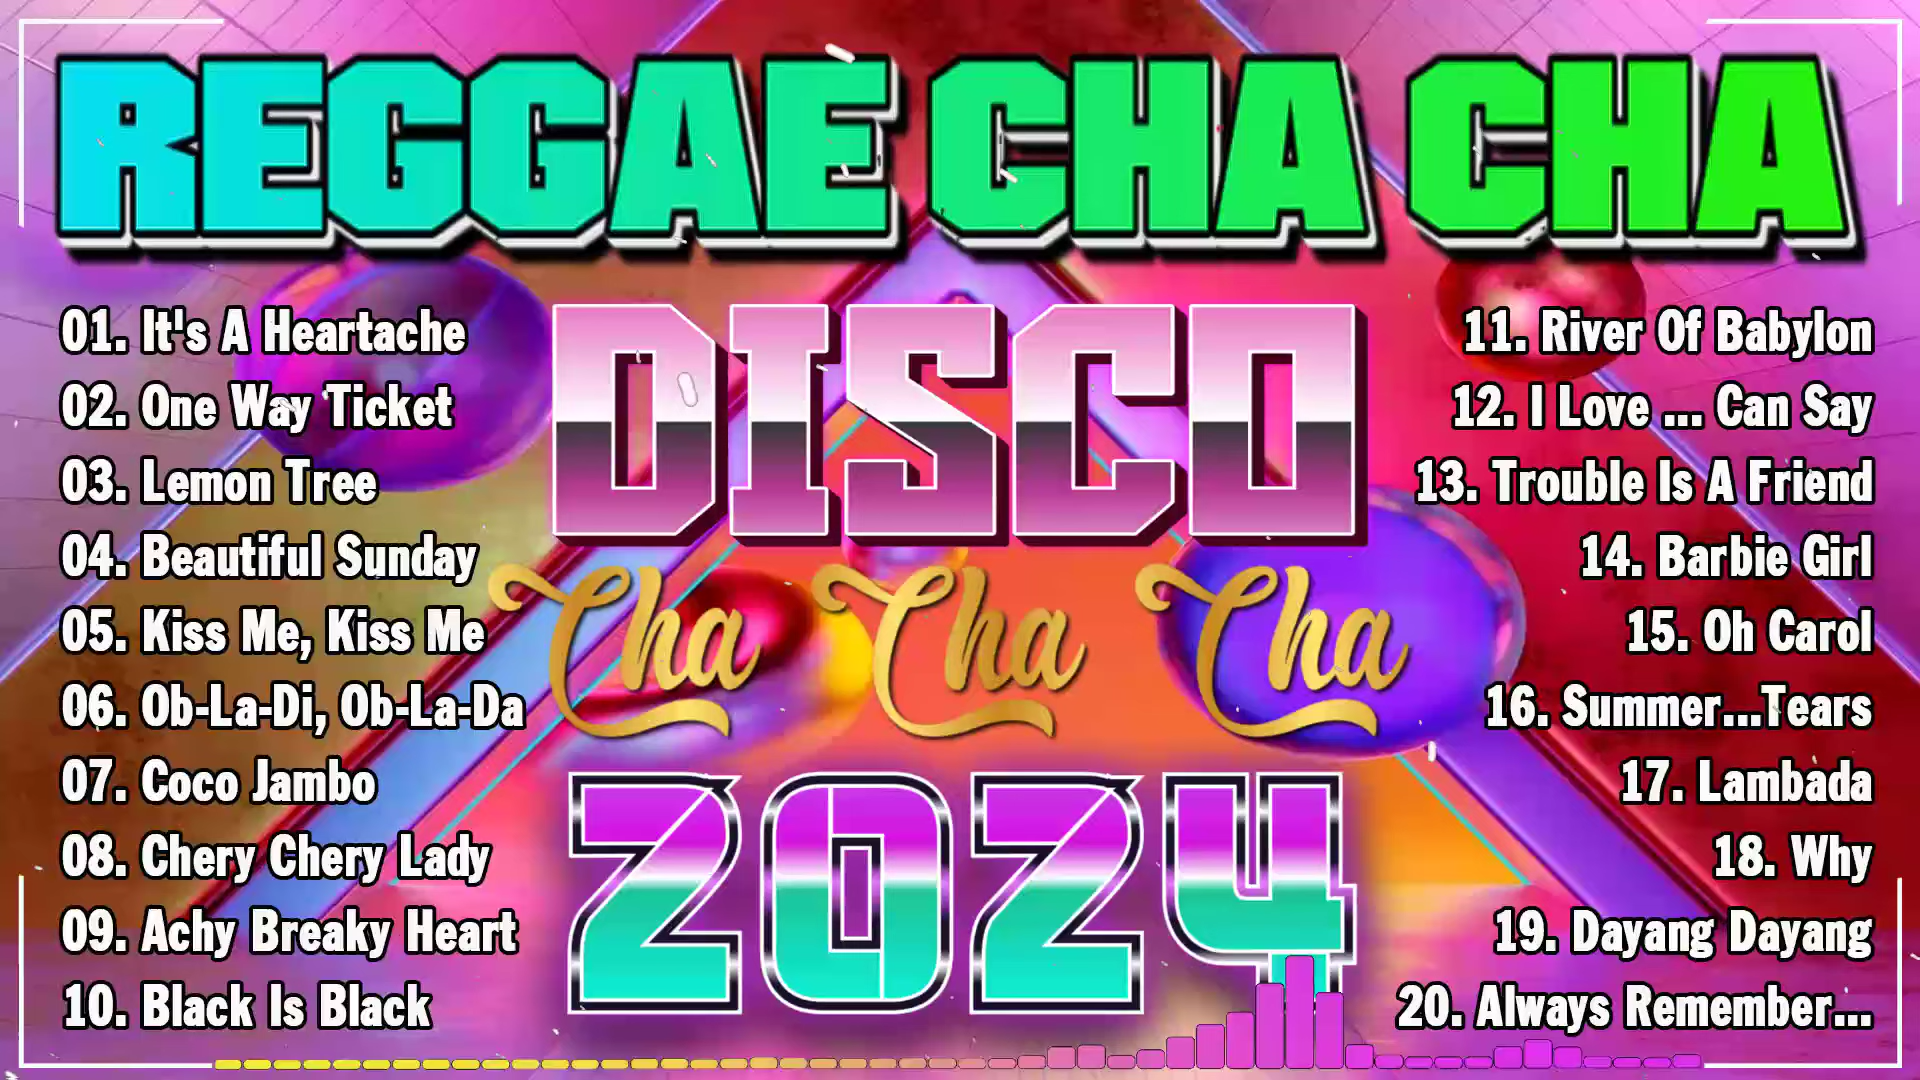 REGGAE CHA CHA
01. It's A Heartache
02. One Way Ticket
03. Lemon Tree
04. Beautiful Sunday
05. Kiss Me, Kiss Me
06. Ob-La-Di, Ob-La-Da
07. Coco Jambo
08. Chery Chery Lady
09. Achy Breaky Heart
10. Black Is Black
DISCO
Cha Cha Cha
2024
11. River Of Babylon
12. I Love ... Can Say
13. Trouble Is A Friend
14. Barbie Girl
15. Oh Carol
16. Summer...Tears
17. Lambada
18. Why
19. Dayang Dayang
20. Always Remember...